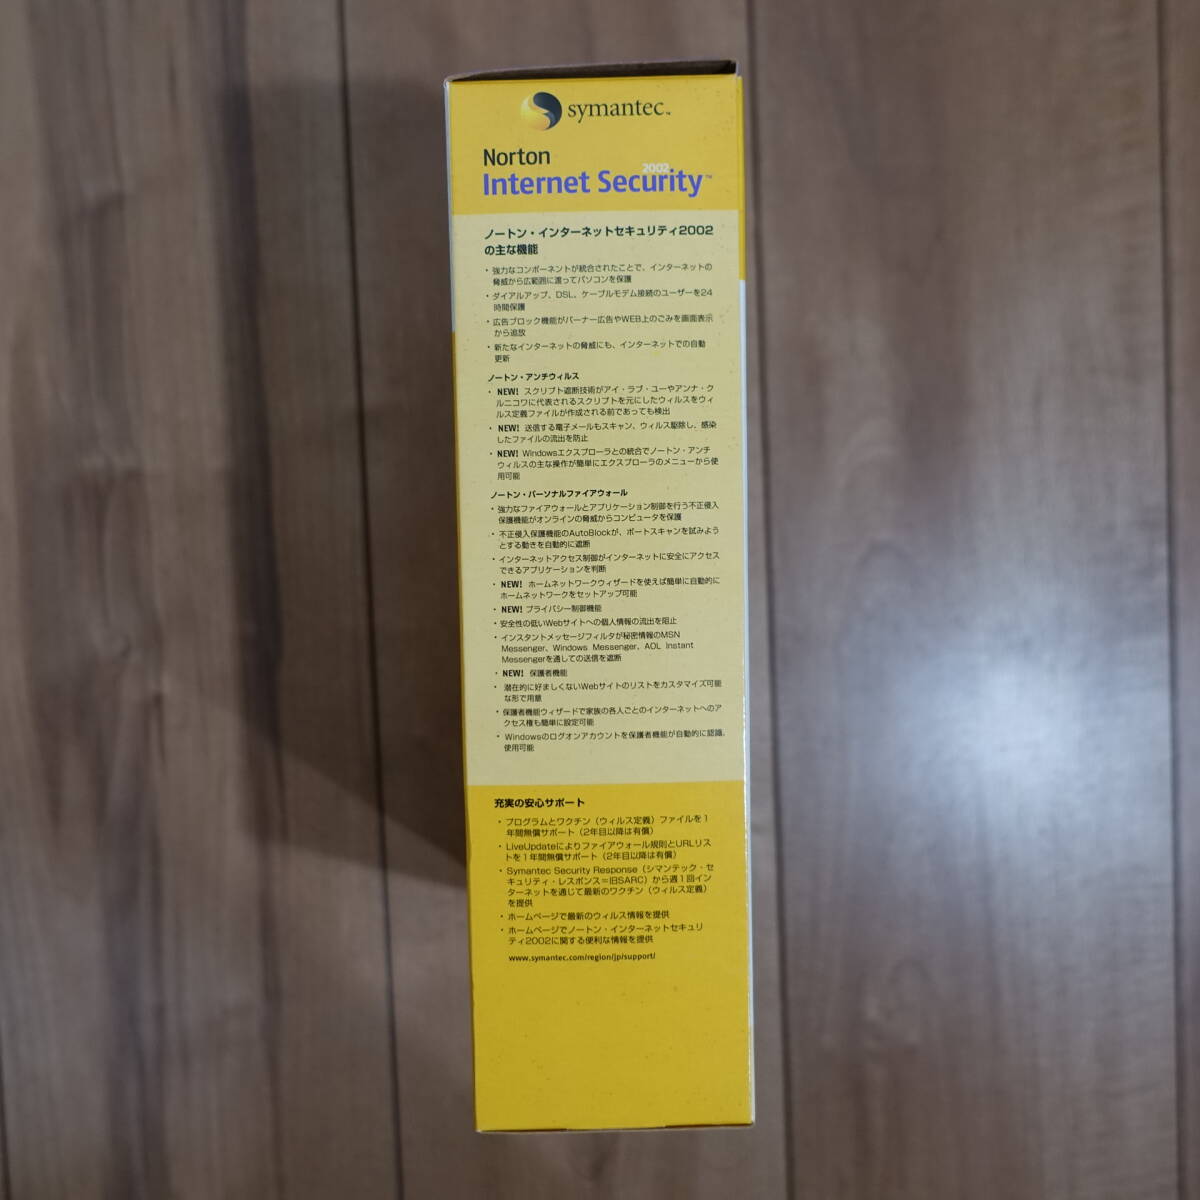 symantec™
Norton
2002
Internet Security™
ノートン・インターネットセキュリティ2002
の主な機能
・強力なコンポーネントが統合されたことで、インターネットの
脅威から広範囲に渡ってパソコンを保護
・ダイアルアップ、DSL、ケーブルモデム接続のユーザーを24
時間保護
・広告ブロック機能がバーナー広告やWEB上のごみを画面表示
から追放
・新たなインターネットの脅威にも、インターネットでの自動
更新
ノートン・アンチウィルス
・NEW! スクリプト遮断技術がアイ・ラブ・ユーやアンナ・ク
ルニコワに代表されるスクリプトを元にしたウィルスをウィ
ルス定義ファイルが作成される前であっても検出
・NEW! 送信する電子メールもスキャン、ウィルス駆除し、感染
したファイルの流出を防止
・NEW! Windowsエクスプローラとの統合でノートン・アンチ
ウィルスの主な操作が簡単にエクスプローラのメニューから使
用可能
ノートン・パーソナルファイアウォール
・強力なファイアウォールとアプリケーション制御を行う不正侵入
保護機能がオンラインの脅威からコンピュータを保護
・不正侵入保護機能のAutoBlockが、ポートスキャンを試みよう
とする動きを自動的に遮断
・インターネットアクセス制御がインターネットに安全にアクセス
できるアプリケーションを判断
・NEW! ホームネットワークウィザードを使えば簡単に自動的に
ホームネットワークをセットアップ可能
・NEW! プライバシー制御機能
・安全性の低いWebサイトへの個人情報の流出を阻止
・インスタントメッセージフィルタが秘密情報のMSN
Messenger、Windows Messenger、AOL Instant
Messengerを通しての送信を遮断
・NEW! 保護者機能
・潜在的に好ましくないWebサイトのリストをカスタマイズ可能
な形で用意
・保護者機能ウィザードで家族の各人ごとのインターネットへのア
クセス権も簡単に設定可能
・Windowsのログオンアカウントを保護者機能が自動的に認識、
使用可能
充実の安心サポート
・プログラムとワクチン（ウィルス定義）ファイルを1
年間無償サポート（2年目以降は有償）
・LiveUpdateによりファイアウォール規則とURLリス
トを1年間無償サポート（2年目以降は有償）
・Symantec Security Response（シマンテック・セ
キュリティ・レスポンス=旧SARC）から週1回イン
ターネットを通じて最新のワクチン（ウィルス定義）
を提供
・ホームページで最新のウィルス情報を提供
・ホームページでノートン・インターネットセキュリ
ティ2002に関する便利な情報を提供
www.symantec.com/region/jp/support/